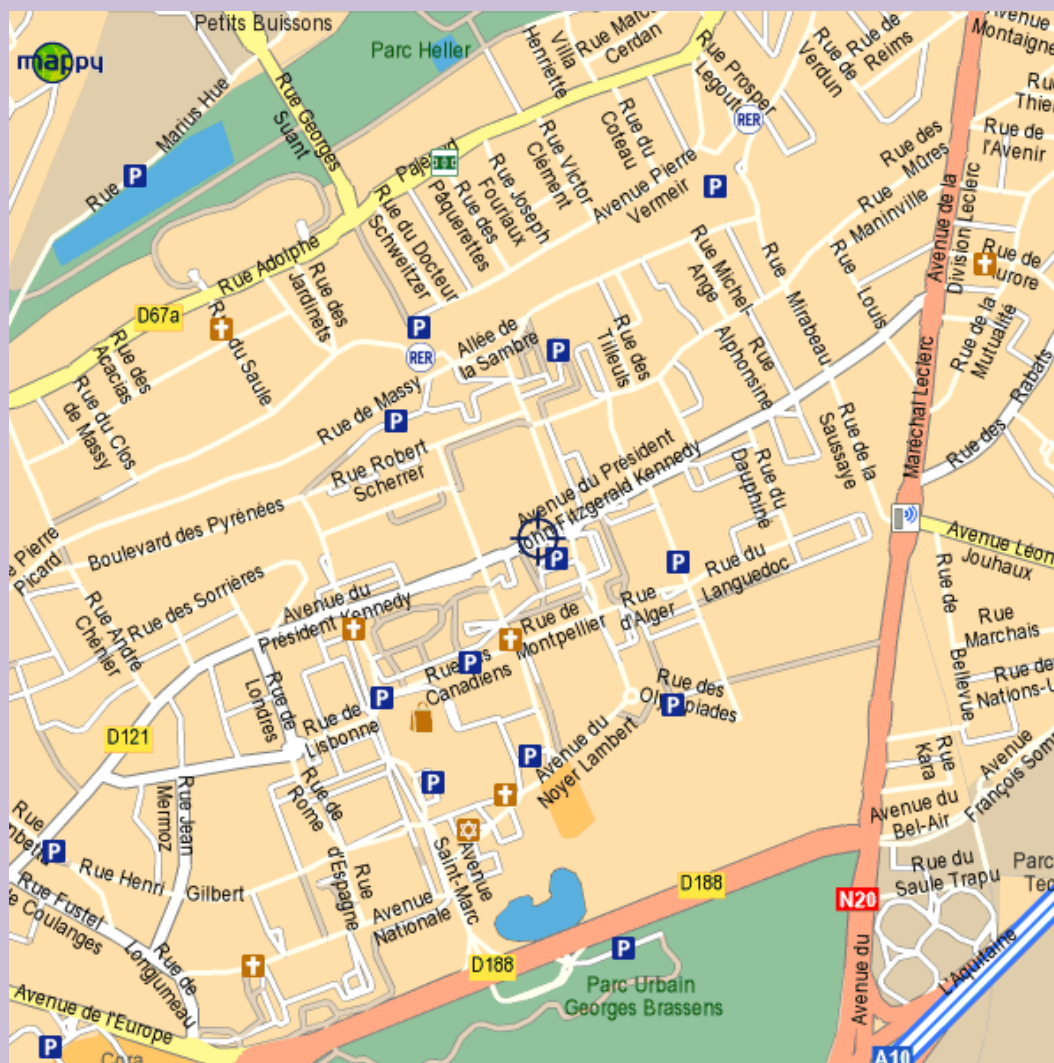 Petits Buissons
mappy
Parc Heller
Henriette
Villa
Rue Marc
Cerdan
Rue Prosper
Legouté
Rue de
Verdun
Rue de
Reims
Avenue
Montaigne
Rue
Thie
Rue de
l'Avenir
Rue Georges
Suant
Rue Marius Hue
P
RER
Rue du
Coteau
Rue Victor
Clément
Rue Joseph
Fouriaux
Rue des
Pâquerettes
Rue du Docteur
Schweitzer
Avenue Pierre
Vermeir
P
Rue des
Mûres
Rue
Maninville
Rue Adolphe
Paje
Avenue de la
Division Leclerc
Rue de
urore
Rue de la
Mutualité
Rue des
Jardinets
D67a
Rue des
Acacias
Ru
du Saule
P
RER
Allée de
la Sambre
P
Rue des
Tilleuls
Rue Michel
Ange
Rue
Alphonsine
Rue
Mirabeau
Rue
Louis
Rue du Clos
de Massy
Rue de Massy
P
Rue Robert
Scherrer
Avenue du Président
John Fitzgerald Kennedy
Rue du
Dauphiné
Rue de la
Saussaye
Maréchal Leclerc
Rue des
Rabats
Boulevard des Pyrénées
e Pierre
Picard
P
P
Rue du
Languedoc
Avenue Léon
Jouhaux
Rue des Sorrières
Avenue du
Président Kennedy
Rue André
Chénier
Rue de
Montpellier
Rue
d'Alger
Rue de
Bellevue
Rue
Marchais
Rue de
Nations-U
Rue des
Canadiens
P
P
Rue des
Olympiades
P
Rue de
Londres
Rue de
Lisbonne
D121
Avenue du
Noyer Lambert
P
P
Rue
Kara
Avenue
François Som
Avenue du
Bel-Air
Rue Jean
Mermoz
Rue de
Rome
Rue
d'Espagne
Avenue
Saint-Marc
Rue
mbett
P
Rue Henri
Gilbert
Avenue
Nationale
D188
Rue du
Saule Trapu
Parc
Tec
N20
Rue Fustel
e Coulanges
Rue de
Longjumeau
D188
P
Parc Urbain
Georges Brassens
Avenue du
L'Aquitaine
Avenue de l'Europe
P
Cora
A10